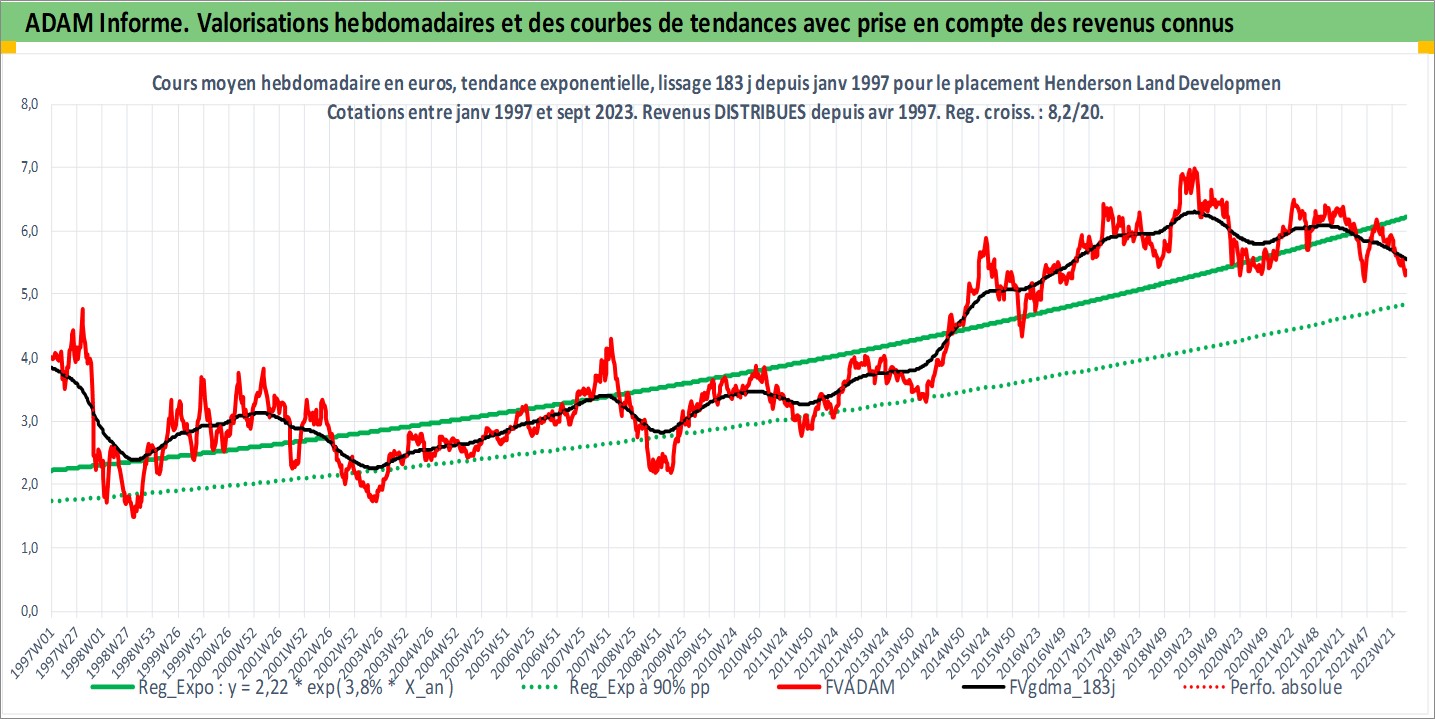 ADAM Informe. Valorisations hebdomadaires et des courbes de tendances avec prise en compte des revenus connus
Cours moyen hebdomadaire en euros, tendance exponentielle, lissage 183 j depuis janv 1997 pour le placement Henderson Land Developmen
Cotations entre janv 1997 et sept 2023. Revenus DISTRIBUES depuis avr 1997. Reg. croiss. : 8,2/20.
8,0
7,0
6,0
5,0
4,0
3,0
2,0
1,0
0,0
1997W01 1997W27 1998W01 1998W27 1998W53 1999W26 1999W52 2000W26 2000W52 2001W26 2001W52 2002W26 2002W52 2003W26 2003W52 2004W26 2004W52 2005W25 2005W51 2006W25 2006W51 2007W25 2007W51 2008W25 2008W51 2009W25 2009W51 2010W24 2010W50 2011W24 2011W50 2012W24 2012W50 2013W24 2013W50 2014W24 2014W50 2015W24 2015W50 2016W23 2016W49 2017W23 2017W49 2018W23 2018W49 2019W23 2019W49 2020W23 2020W49 2021W22 2021W48 2022W21 2022W47 2023W21
Reg_Expo : y = 2,22 * exp( 3,8% * X_an ) Reg_Exp à 90% pp FVADAM FVgdma_183j Perfo. absolue